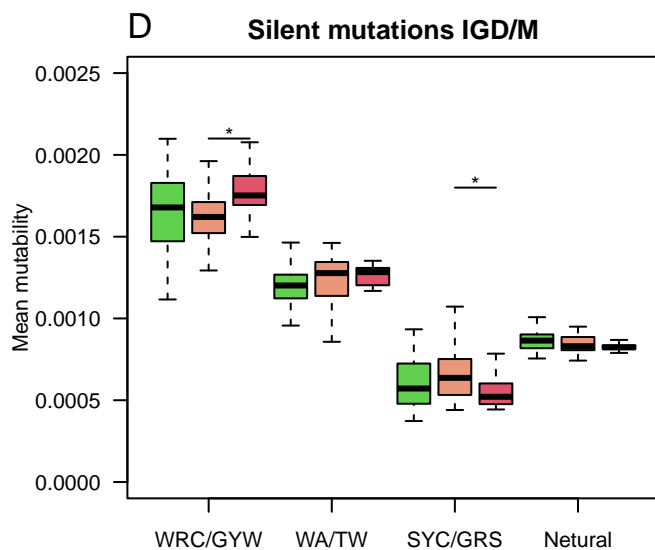 D
Silent mutations IGD/M
Mean mutability
0.0025
0.0020
0.0015
0.0010
0.0005
0.0000
*
*
WRC/GYW WA/TW SYC/GRS Netural